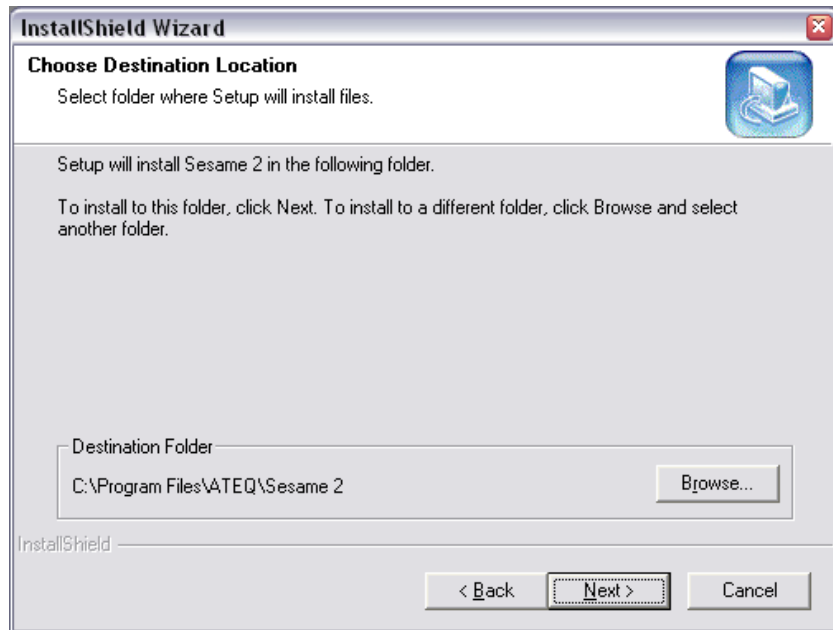 InstallShield Wizard
Choose Destination Location
Select folder where Setup will install files.
Setup will install Sesame 2 in the following folder.
To install to this folder, click Next. To install to a different folder, click Browse and select
another folder.
Destination Folder
C:\Program Files\ATEQ\Sesame 2
Browse...
InstallShield
< Back
Next >
Cancel